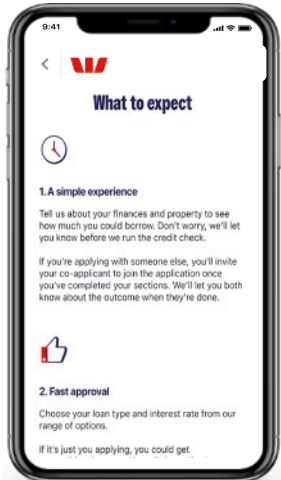 9:41
What to expect
1. A simple experience
Tell us about your finances and property to see
how much you could borrow. Don't worry, we'll let
you know before we run the credit check.
If you're applying with someone else, you'll invite
your co-applicant to join the application once
you've completed your sections. We'll let you both
know about the outcome when they're done.
2. Fast approval
Choose your loan type and interest rate from our
range of options.
If it's just you applying, you could get